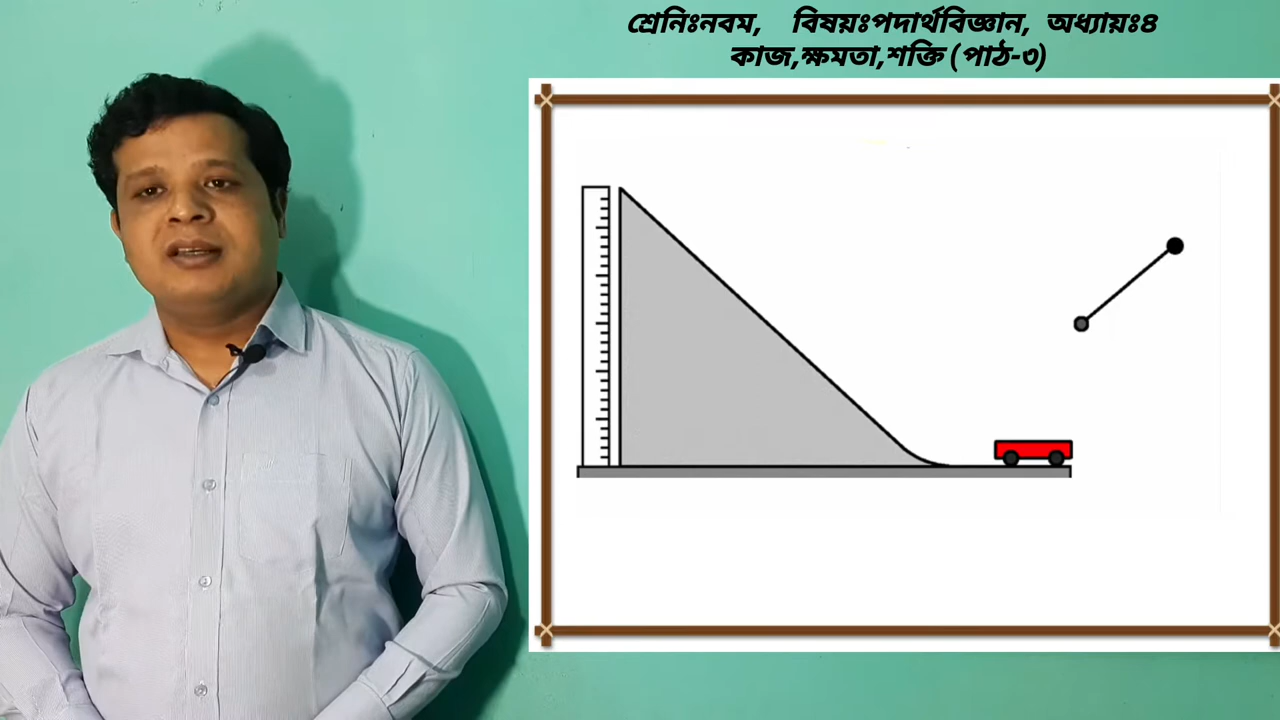 শ্রেনিঃনবম, বিষয়ঃপদার্থবিজ্ঞান, অধ্যায়ঃ৪
কাজ,ক্ষমতা,শক্তি (পাঠ-৩)